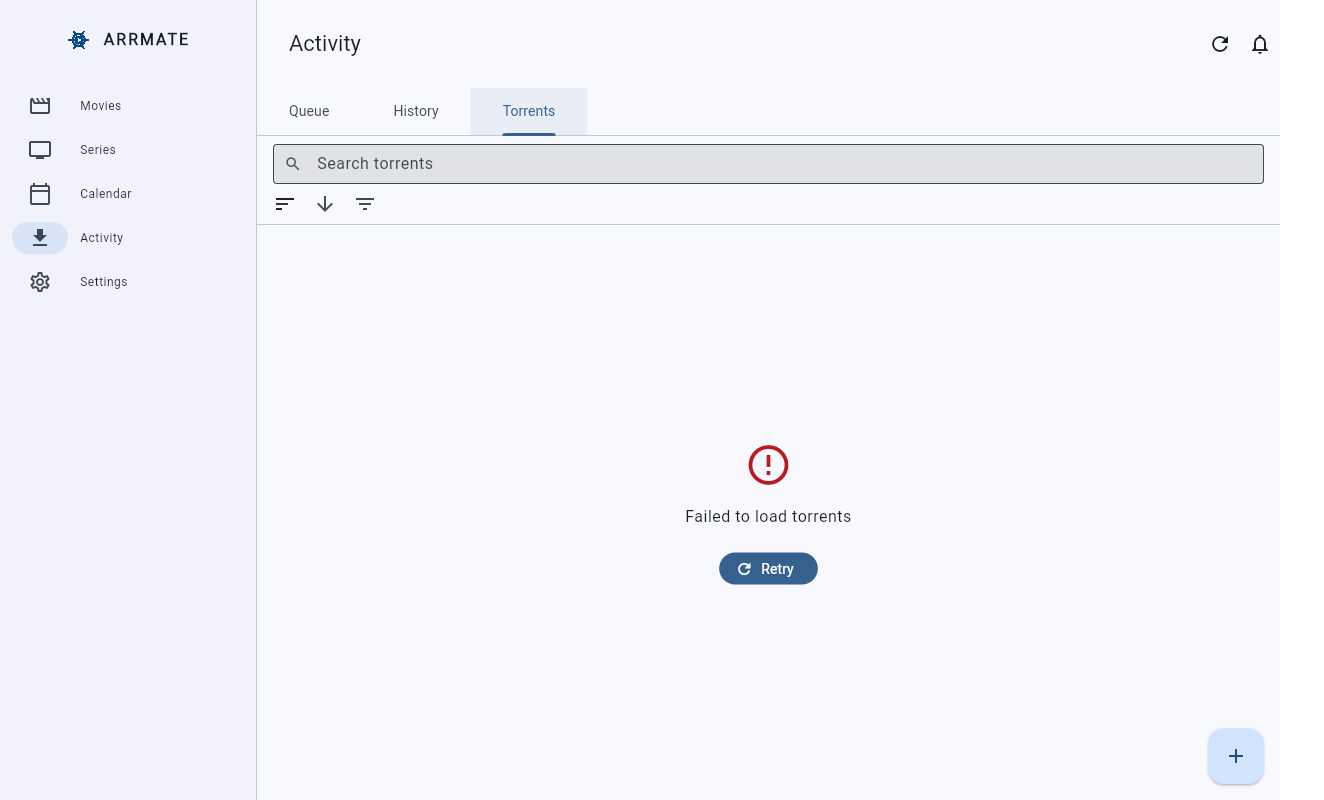 ARRMATE
Movies
Series
Calendar
Activity
Settings
Activity
Queue
History
Torrents
Search torrents
Failed to load torrents
Retry